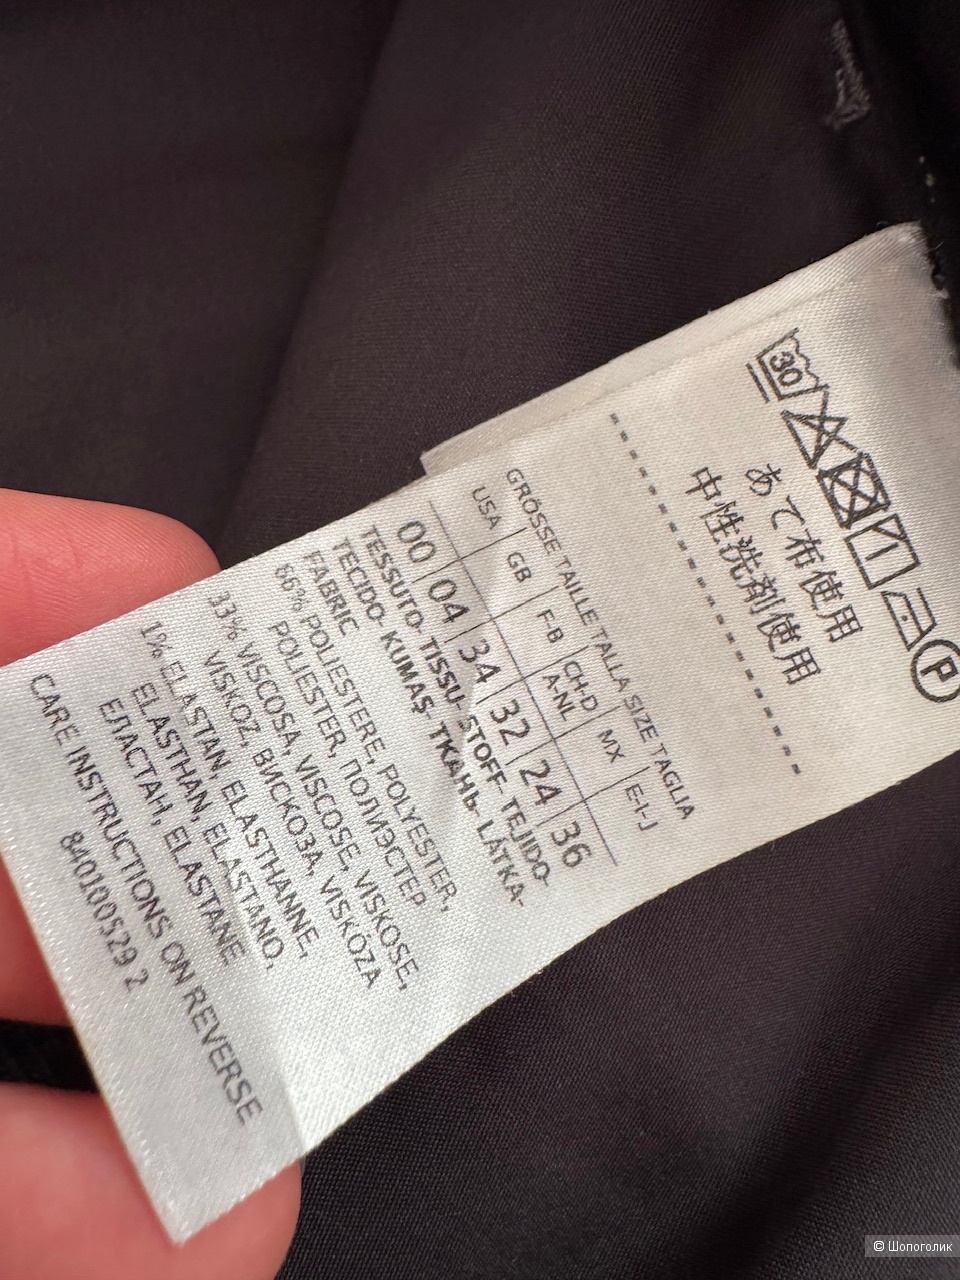 30
P
あて布使用
中性洗剤使用
GRÖSSE TAILLE TALLA SIZE TAGLIA
USA GB F-B CH-D A-NL MX E-I-J
00 04 34 32 24 36
TESSUTO- TISSU- STOFF- TEJIDO-
TECIDO- KUMAŞ- ТКАНЬ- LÁTKA-
FABRIC
66% POLIESTERE, POLYESTER,
POLIESTER, ПОЛИЭСТЕР
33% VISCOSA, VISCOSE, VISKOSE,
VISKOZ, ВИСКОЗА, VISKÓZA
1% ELASTAN, ELASTHANNE,
ELASTHAN, ELASTANO,
ЕЛАСТАН, ELASTANE
CARE INSTRUCTIONS ON REVERSE
840100529 2
© Шопоголик